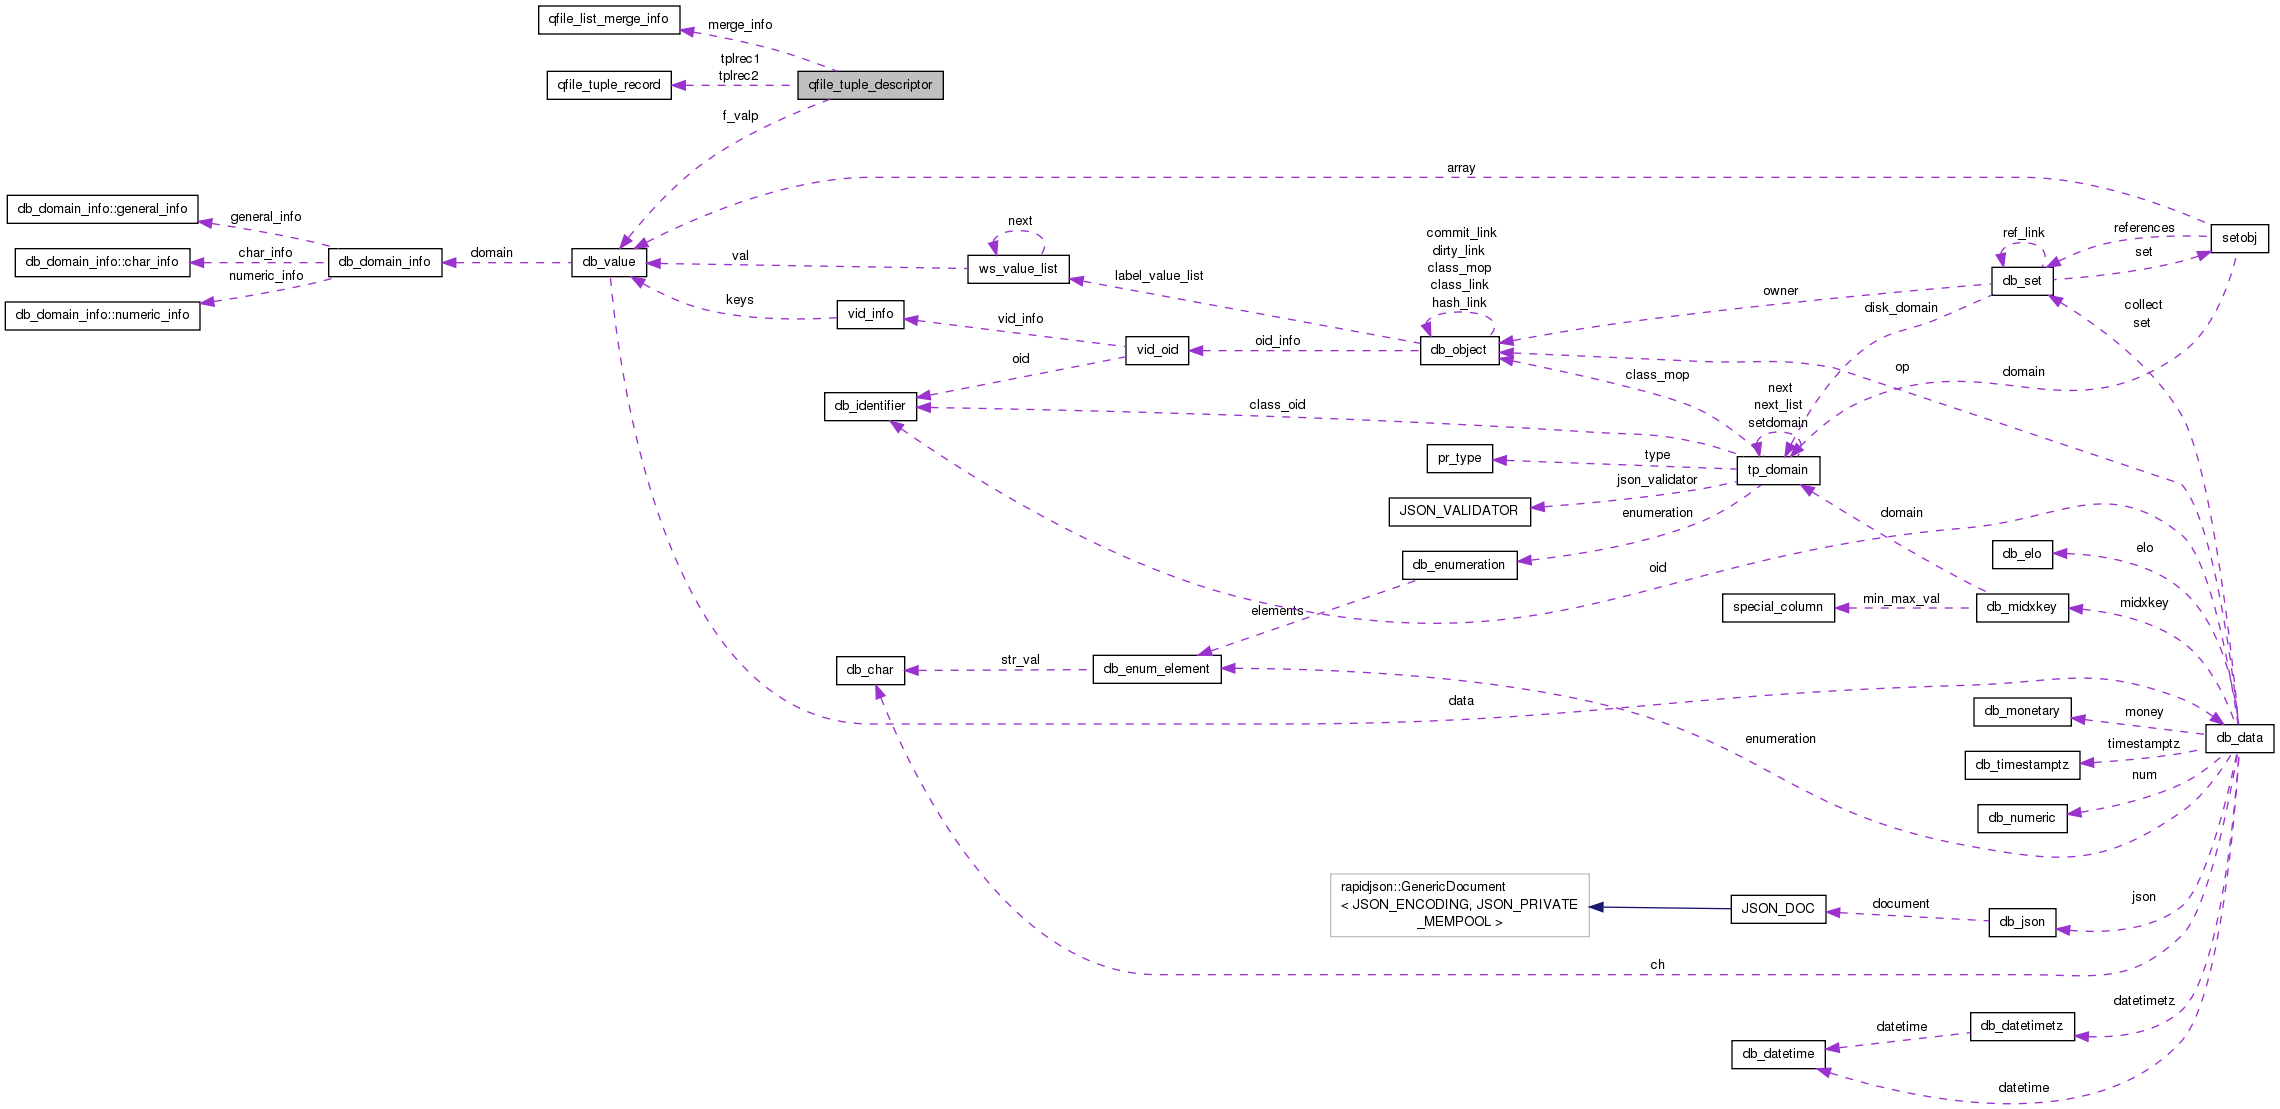 qfile_list_merge_info
merge_info
tplrec1
tplrec2
qfile_tuple_record
qfile_tuple_descriptor
f_valp
array
db_domain_info::general_info
general_info
db_domain_info::char_info
char_info
numeric_info
db_domain_info::numeric_info
db_domain_info
domain
db_value
val
next
ws_value_list
label_value_list
commit_link
dirty_link
class_mop
class_link
hash_link
db_object
owner
ref_link
db_set
references
set
setobj
collect
set
disk_domain
keys
vid_info
vid_info
vid_oid
oid_info
oid
db_identifier
class_oid
class_mop
op
domain
next
next_list
setdomain
tp_domain
pr_type
type
json_validator
JSON_VALIDATOR
enumeration
domain
db_enumeration
oid
db_elo
elo
elements
special_column
min_max_val
db_midxkey
midxkey
db_char
str_val
db_enum_element
data
db_monetary
money
db_data
enumeration
timestamptz
db_timestamptz
num
db_numeric
rapidjson::GenericDocument
< JSON_ENCODING, JSON_PRIVATE
_MEMPOOL >
JSON_DOC
document
db_json
json
ch
datetimetz
db_datetimetz
datetime
db_datetime
datetime